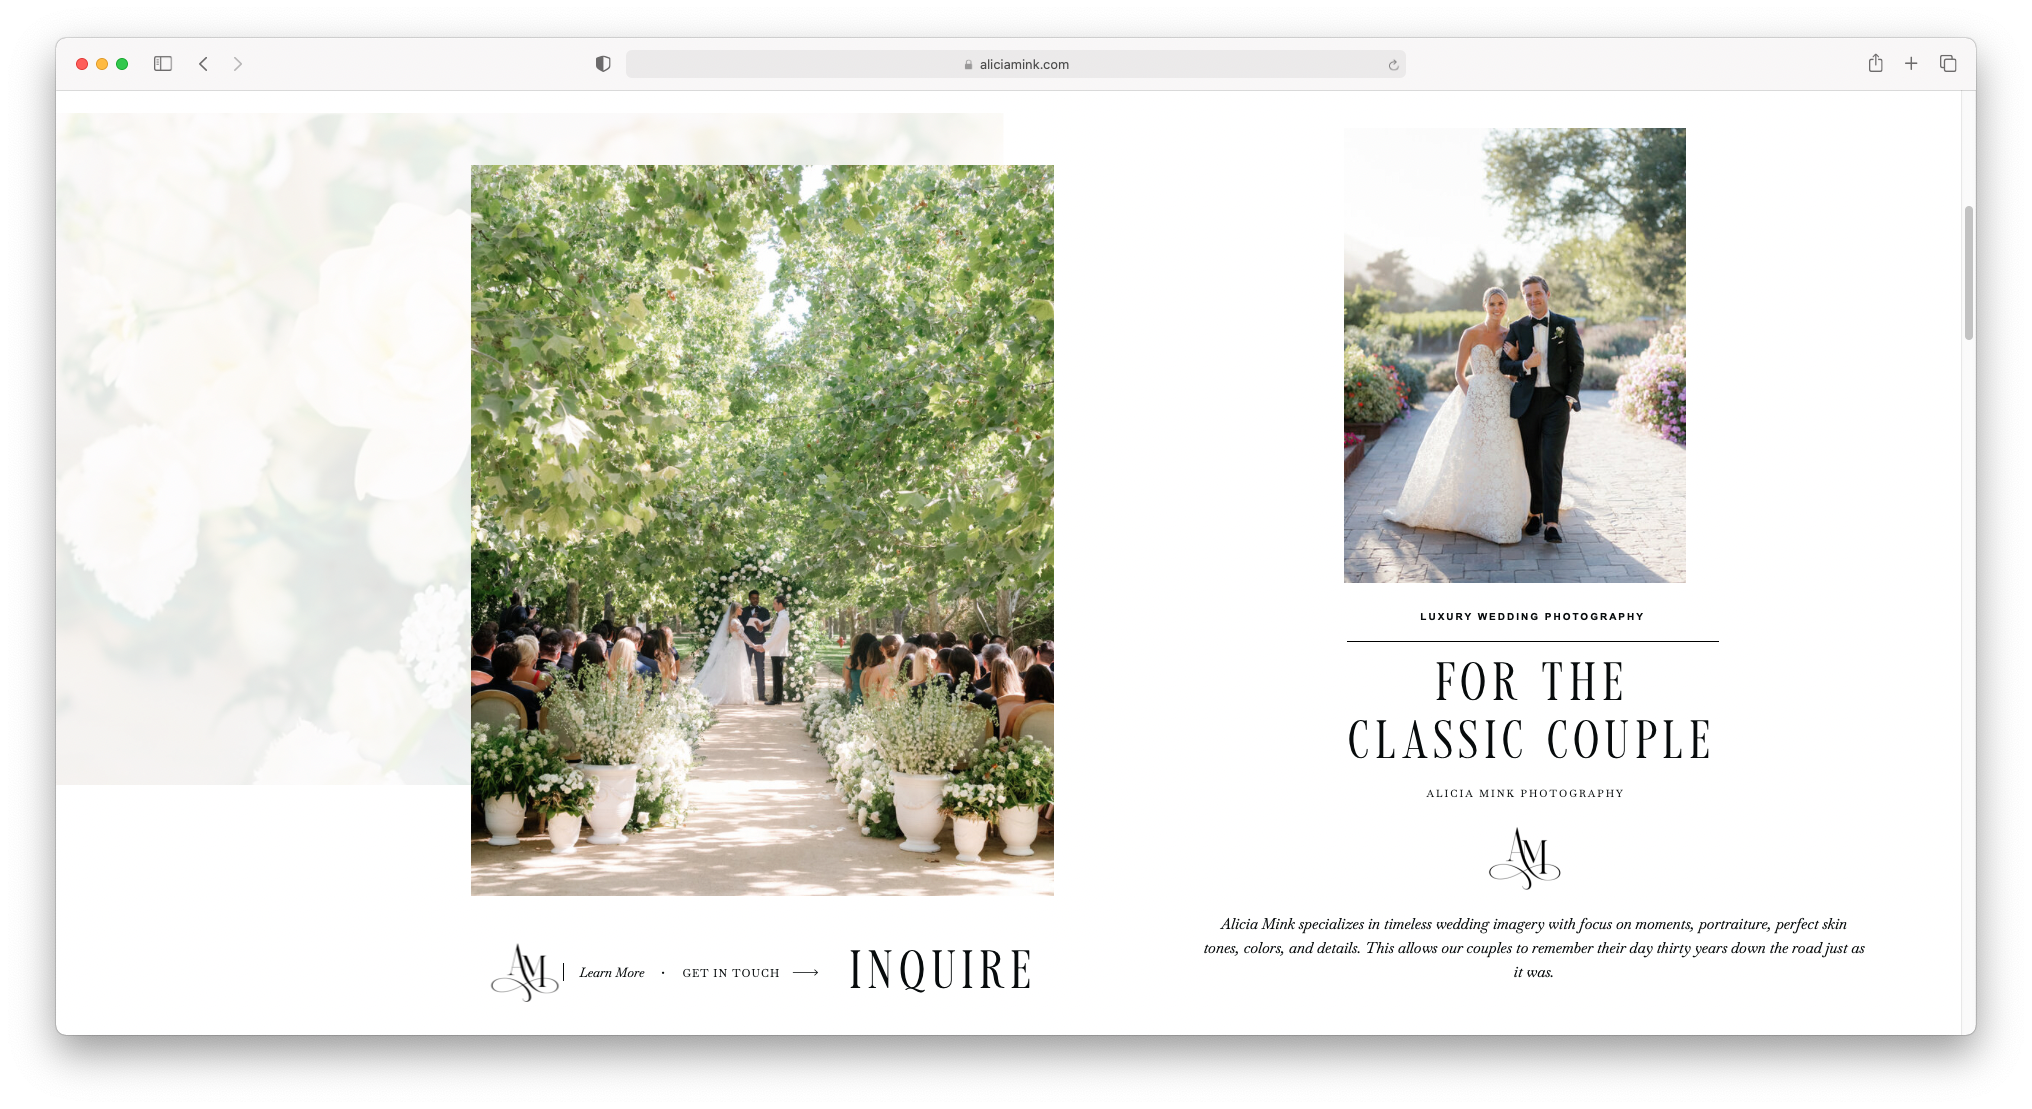 aliciamink.com
LUXURY WEDDING PHOTOGRAPHY
FOR THE
CLASSIC COUPLE
ALICIA MINK PHOTOGRAPHY
AM
Alicia Mink specializes in timeless wedding imagery with focus on moments, portraiture, perfect skin
tones, colors, and details. This allows our couples to remember their day thirty years down the road just as
it was.
AM | Learn More · GET IN TOUCH ⟶ INQUIRE